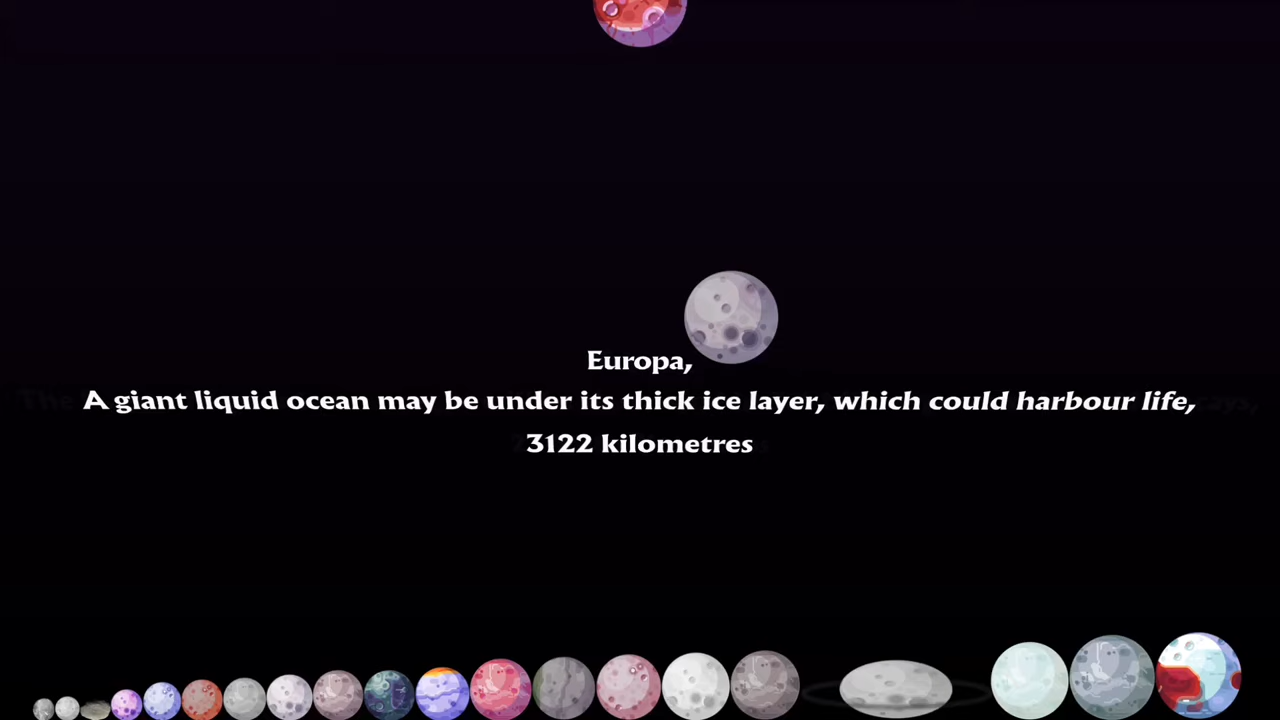 Europa,
A giant liquid ocean may be under its thick ice layer, which could harbour life,
3122 kilometres